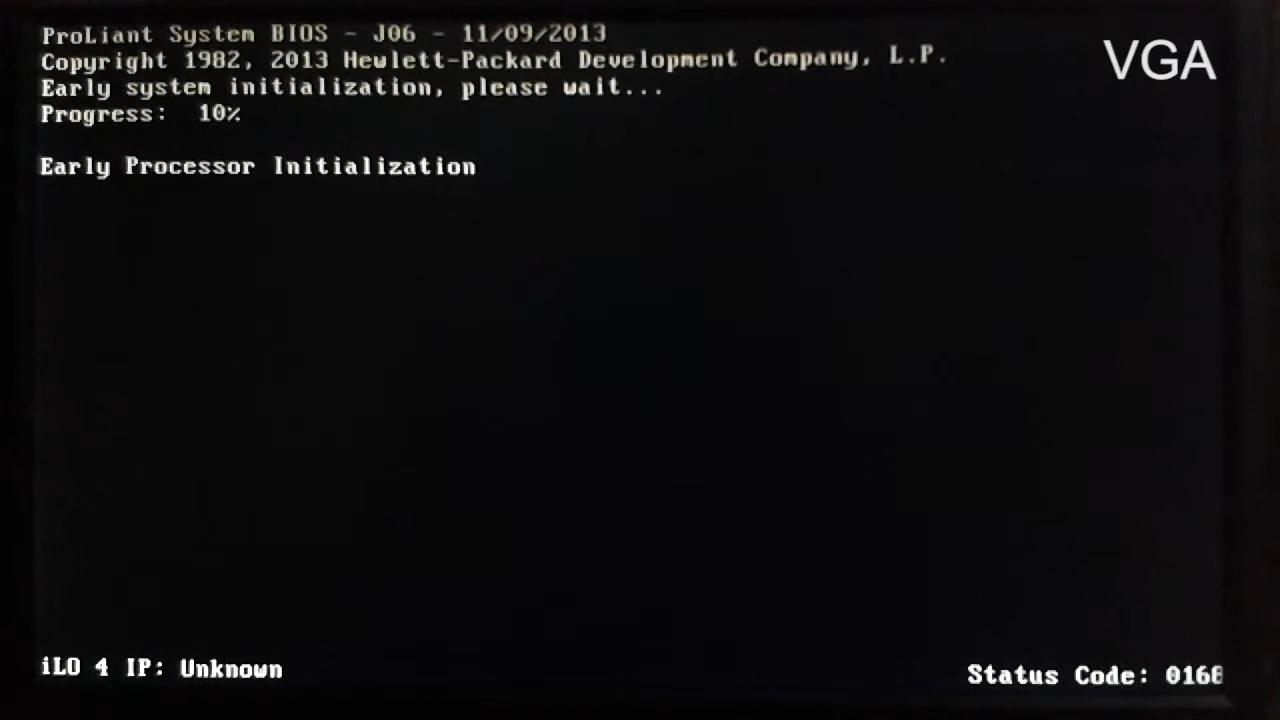 ProLiant System BIOS - J06 - 11/09/2013
VGA
Copyright 1982, 2013 Hewlett-Packard Development Company, L.P.
Early system initialization, please wait...
Progress: 10%
Early Processor Initialization
iLO 4 IP: Unknown
Status Code: